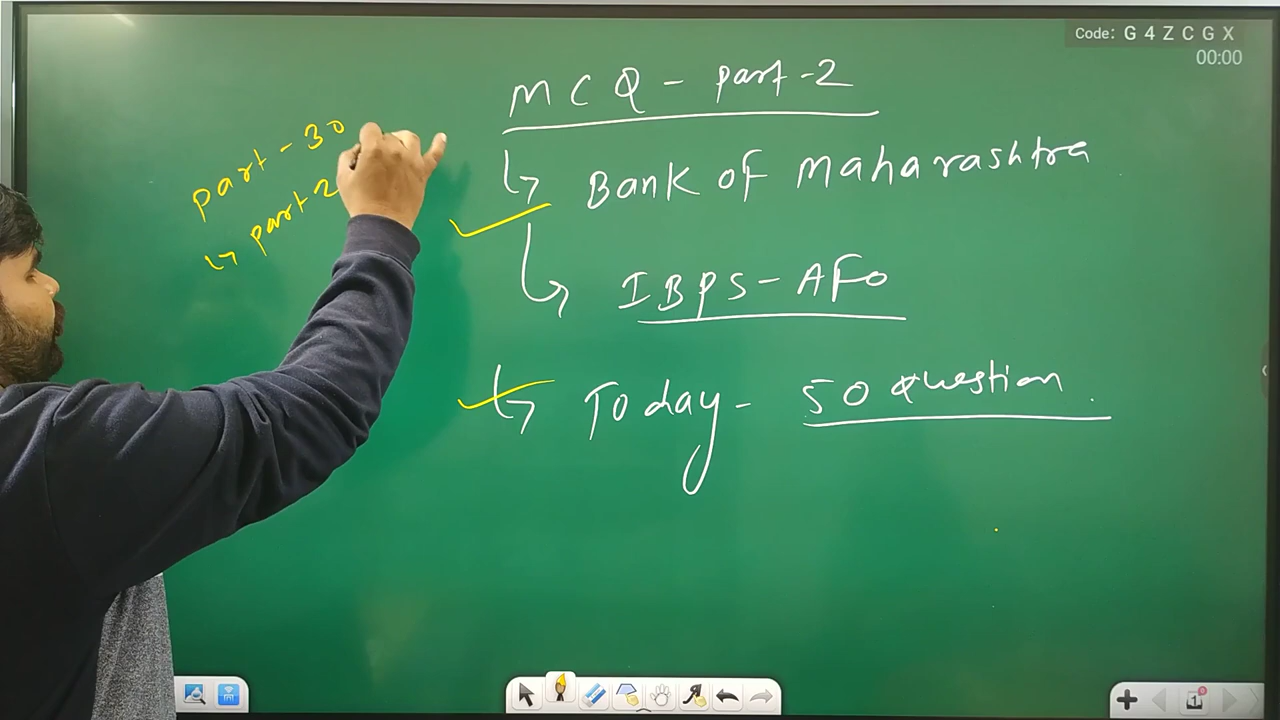 Code: G 4 Z C G X
00:00
MCQ - part - 2
↳ Bank of Maharashtra
↳ IBPS - AFO
↳ Today - 50 Question.
part - 30
↳ part 2
1